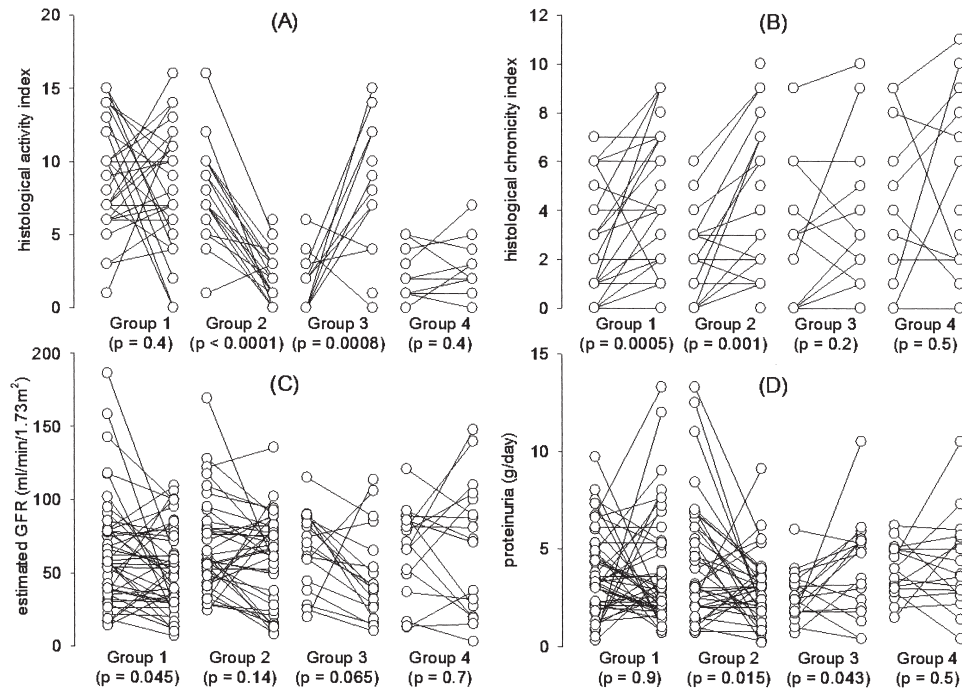 (A)
histological activity index
20
15
10
5
0
Group 1 Group 2 Group 3 Group 4
(p = 0.4) (p < 0.0001) (p = 0.0008) (p = 0.4)
(B)
histological chronicity index
12
10
8
6
4
2
0
Group 1 Group 2 Group 3 Group 4
(p = 0.0005) (p = 0.001) (p = 0.2) (p = 0.5)
(C)
estimated GFR (ml/min/1.73m²)
200
150
100
50
0
Group 1 Group 2 Group 3 Group 4
(p = 0.045) (p = 0.14) (p = 0.065) (p = 0.7)
(D)
proteinuria (g/day)
15
10
5
0
Group 1 Group 2 Group 3 Group 4
(p = 0.9) (p = 0.015) (p = 0.043) (p = 0.5)